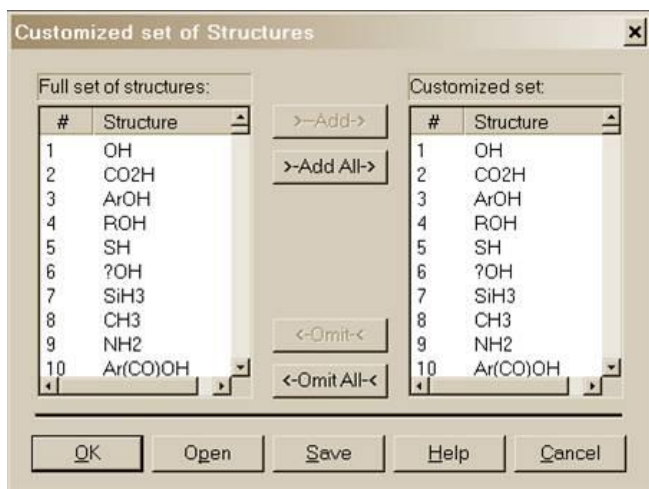 Customized set of Structures
Full set of structures:
# Structure
1 OH
2 CO2H
3 ArOH
4 ROH
5 SH
6 ?OH
7 SiH3
8 CH3
9 NH2
10 Ar(CO)OH
>-Add->
>-Add All->
<-Omit-<
<-Omit All-<
Customized set:
# Structure
1 OH
2 CO2H
3 ArOH
4 ROH
5 SH
6 ?OH
7 SiH3
8 CH3
9 NH2
10 Ar(CO)OH
OK Open Save Help Cancel